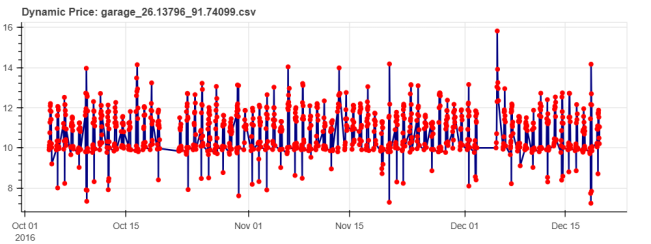 Dynamic Price: garage_26.13796_91.74099.csv
16
14
12
10
8
Oct 01
Oct 15
Nov 01
Nov 15
Dec 01
Dec 15
2016